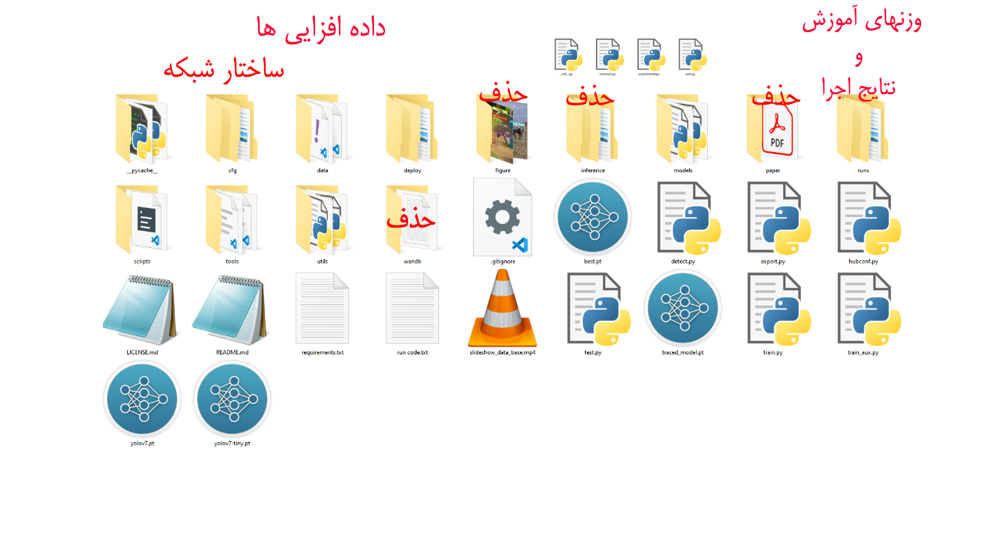 وزنهای آموزش
و
نتایج اجرا
داده افزایی ها
ساختار شبکه
__init__.py common.py experimental.py yolo.py
حذف حذف حذف
PDF
__pycache__ cfg data deploy figure inference models paper runs
حذف
scripts tools utils wandb .gitignore best.pt detect.py export.py hubconf.py
LICENSE.md README.md requirements.txt run code.txt slideshow_data_base.mp4 test.py traced_model.pt train.py train_aux.py
yolov7.pt yolov7-tiny.pt